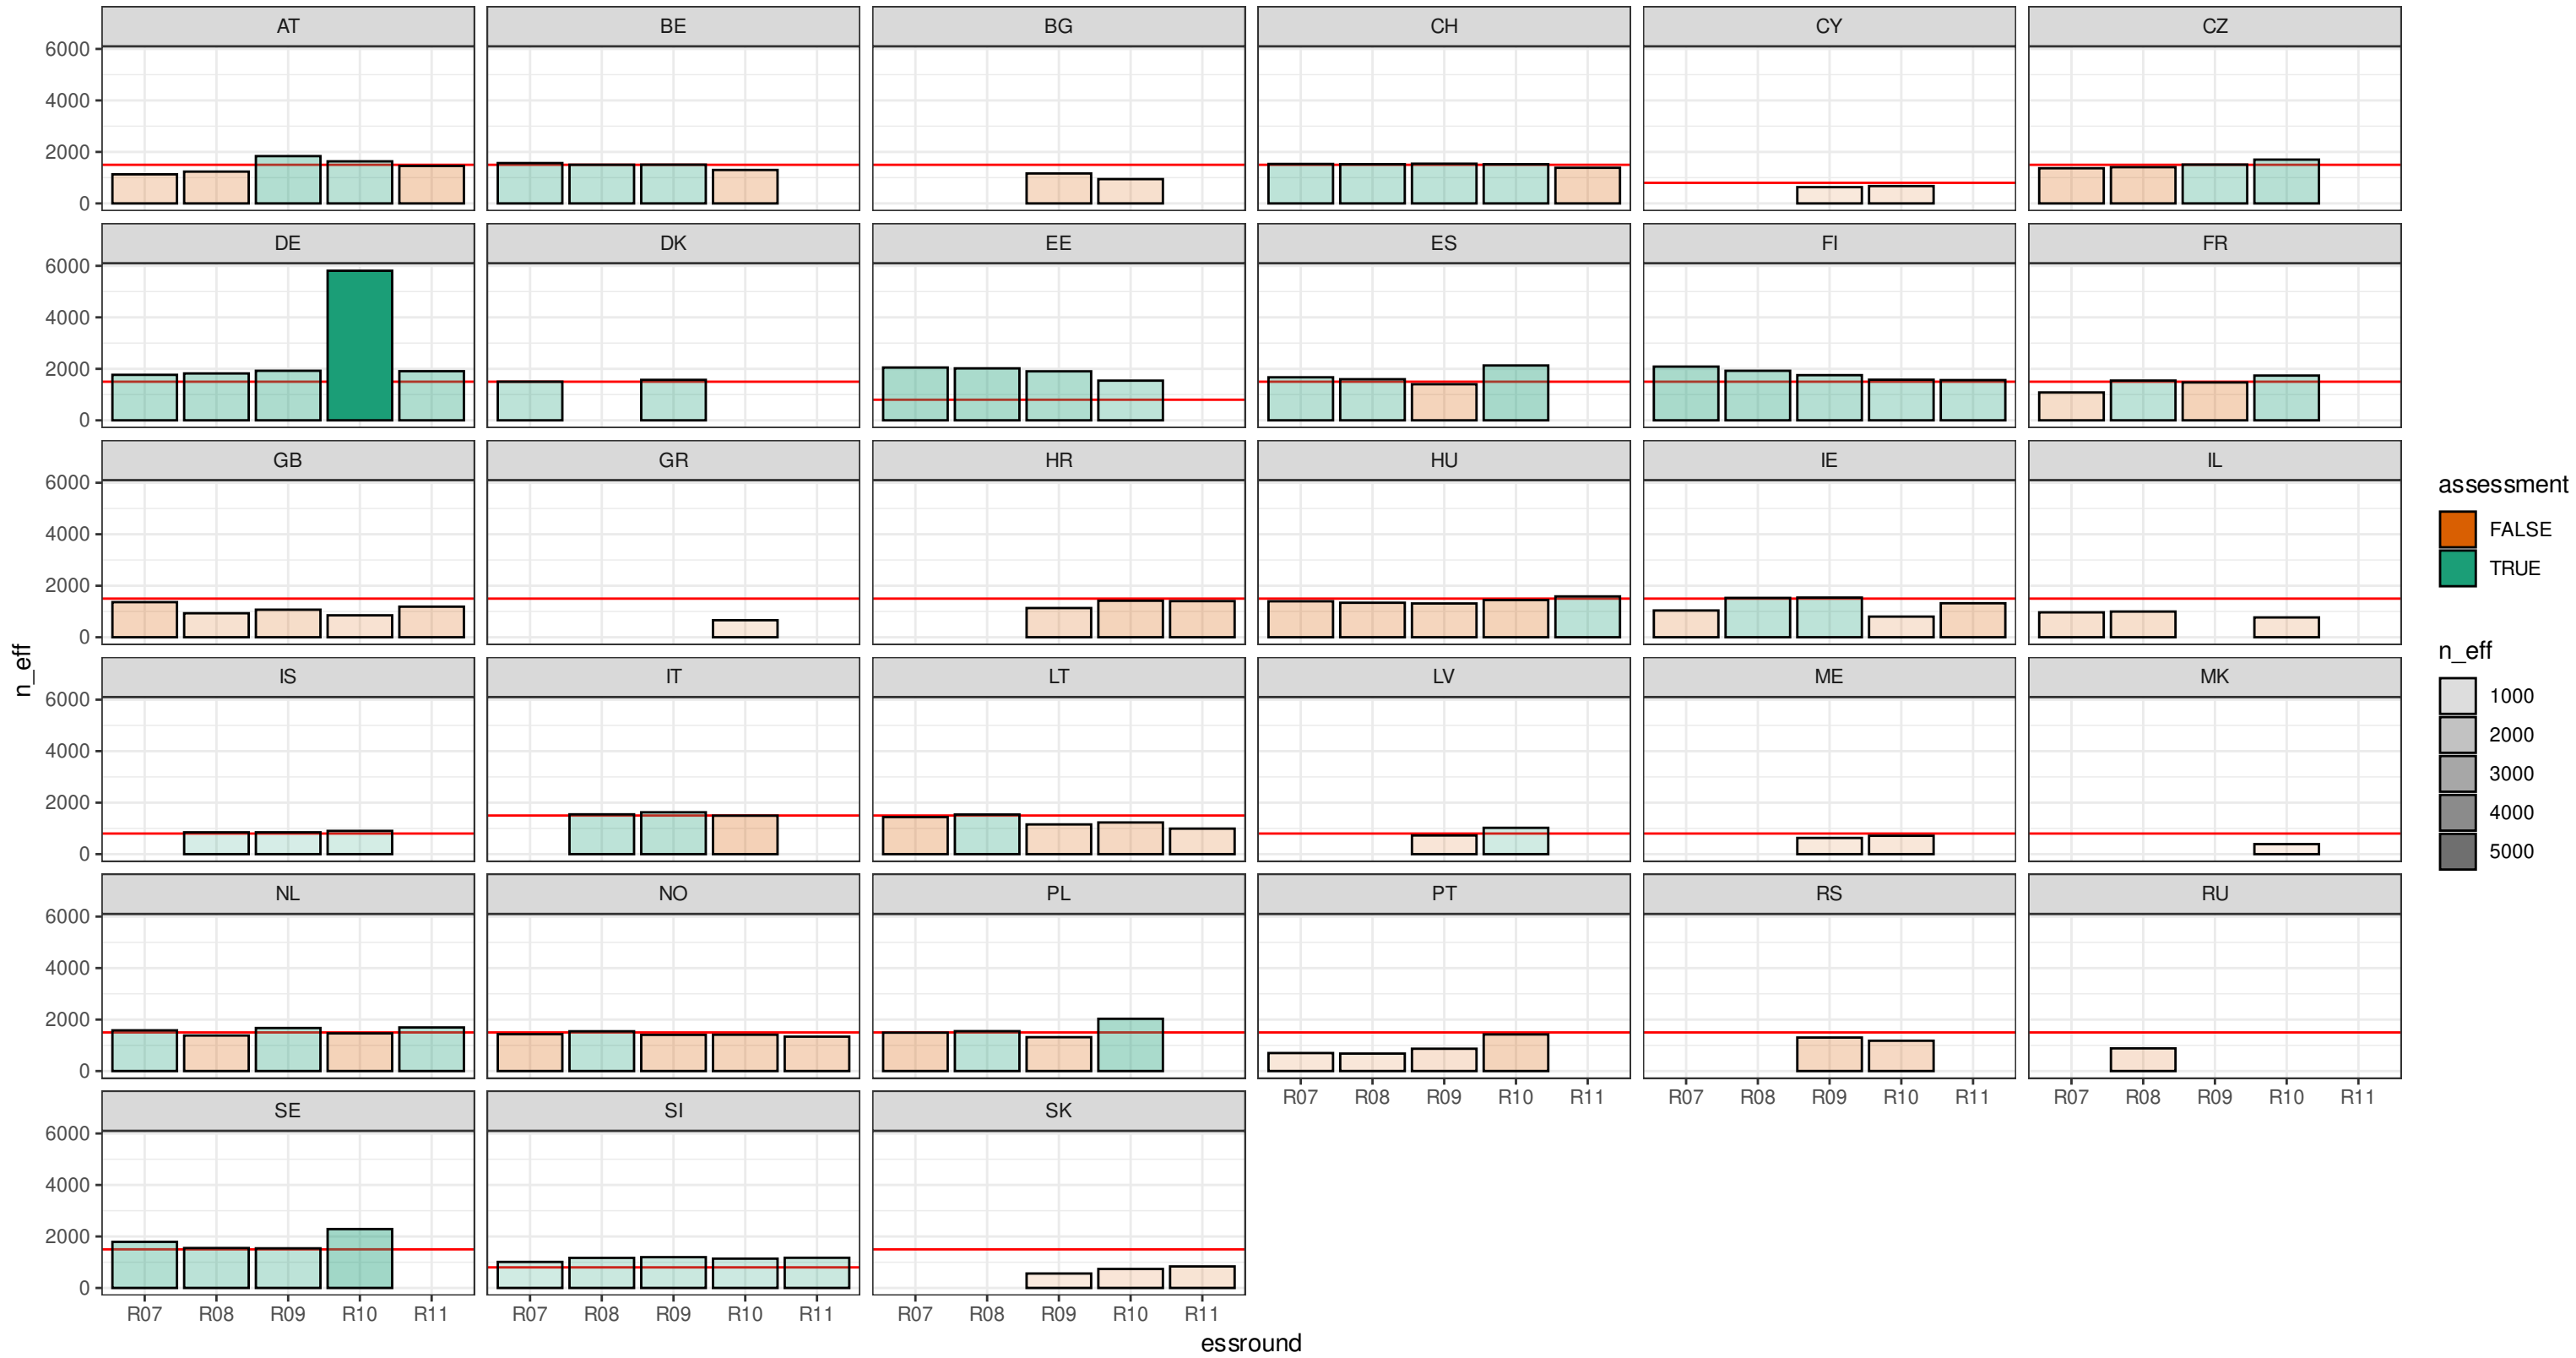 AT BE BG CH CY CZ
6000
4000
2000
0
DE DK EE ES FI FR
6000
4000
2000
0
GB GR HR HU IE IL
6000
4000
2000
0
IS IT LT LV ME MK
6000
4000
2000
0
NL NO PL PT RS RU
6000
4000
2000
0
R07 R08 R09 R10 R11 R07 R08 R09 R10 R11 R07 R08 R09 R10 R11
SE SI SK
6000
4000
2000
0
R07 R08 R09 R10 R11 R07 R08 R09 R10 R11 R07 R08 R09 R10 R11
essround
n_eff
assessment
FALSE
TRUE
n_eff
1000
2000
3000
4000
5000